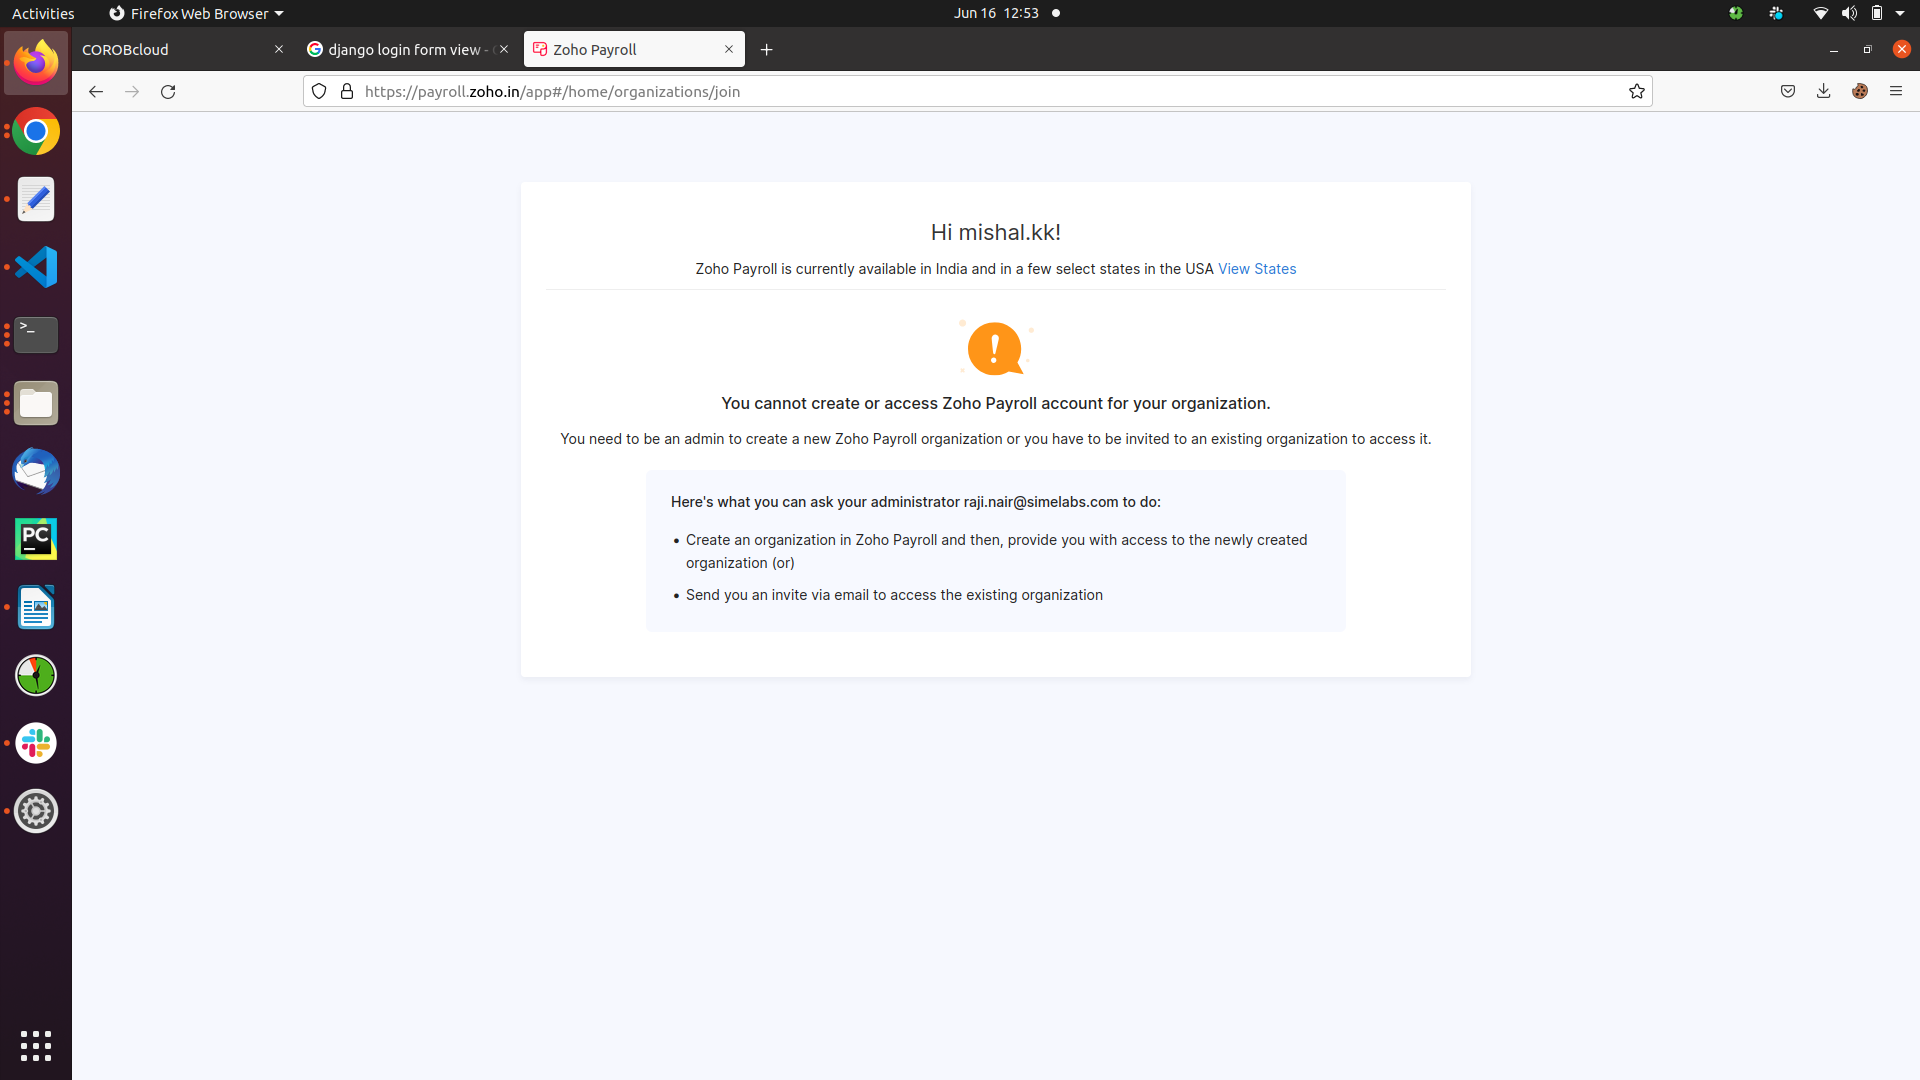 Activities
Firefox Web Browser
Jun 16 12:53
COROBcloud
django login form view -
Zoho Payroll
https://payroll.zoho.in/app#/home/organizations/join
Hi mishal.kk!
Zoho Payroll is currently available in India and in a few select states in the USA View States
!
You cannot create or access Zoho Payroll account for your organization.
You need to be an admin to create a new Zoho Payroll organization or you have to be invited to an existing organization to access it.
Here's what you can ask your administrator raji.nair@simelabs.com to do:
• Create an organization in Zoho Payroll and then, provide you with access to the newly created
organization (or)
• Send you an invite via email to access the existing organization
>_
PC